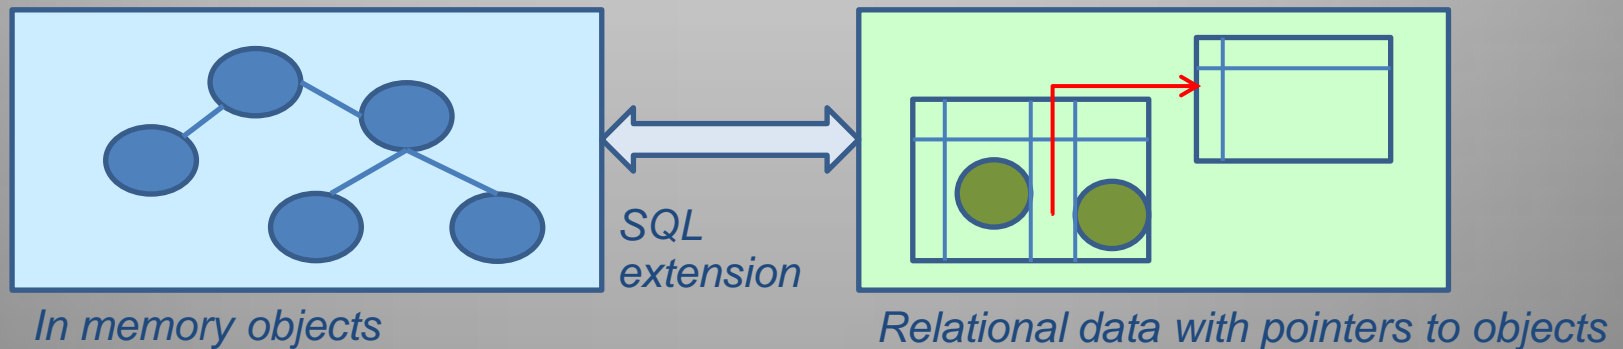 SQL
extension
In memory objects
Relational data with pointers to objects